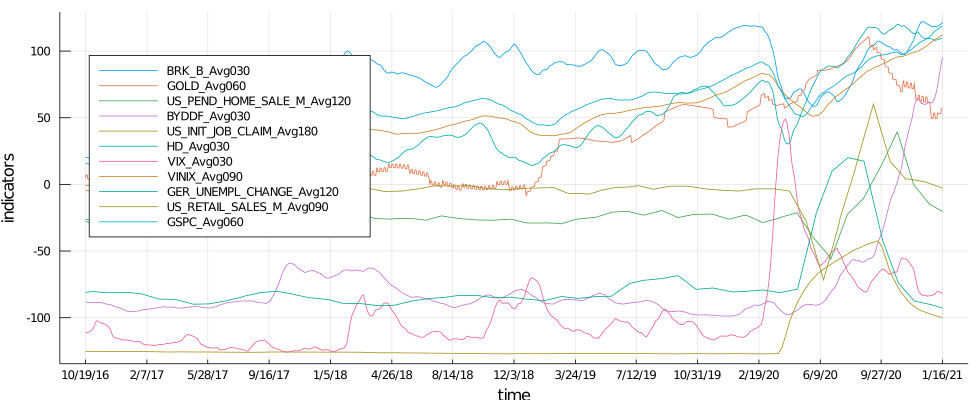 100
50
0
-50
-100
indicators
BRK_B_Avg030
GOLD_Avg060
US_PEND_HOME_SALE_M_Avg120
BYDDF_Avg030
US_INIT_JOB_CLAIM_Avg180
HD_Avg030
VIX_Avg030
VINIX_Avg090
GER_UNEMPL_CHANGE_Avg120
US_RETAIL_SALES_M_Avg090
GSPC_Avg060
10/19/16 2/7/17 5/28/17 9/16/17 1/5/18 4/26/18 8/14/18 12/3/18 3/24/19 7/12/19 10/31/19 2/19/20 6/9/20 9/27/20 1/16/21
time